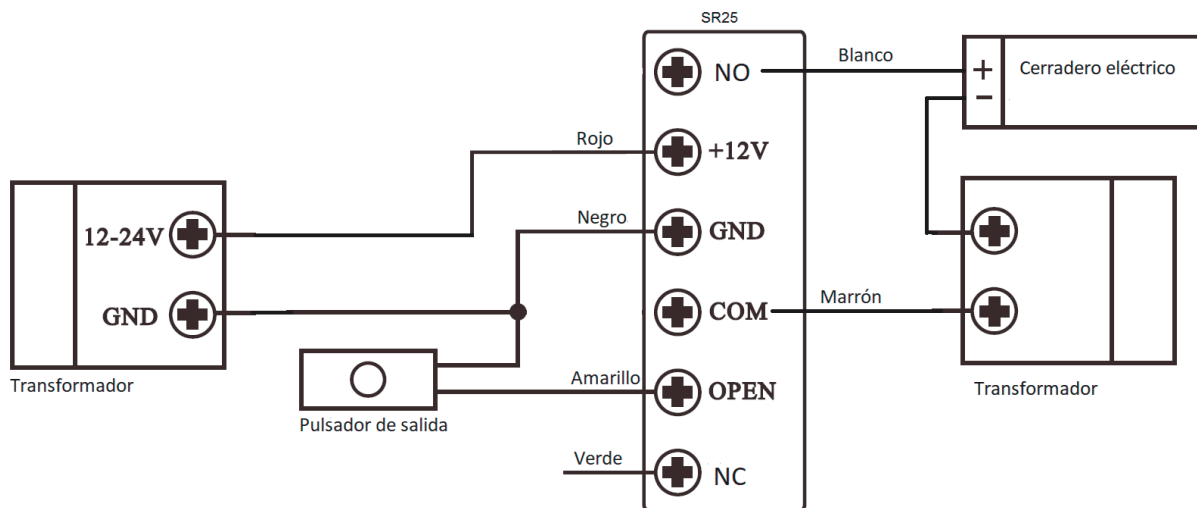 SR25
NO
Blanco
+
Cerradero eléctrico
−
Rojo
+12V
12-24V
Negro
GND
GND
COM
Marrón
Transformador
Pulsador de salida
Amarillo
OPEN
Transformador
Verde
NC